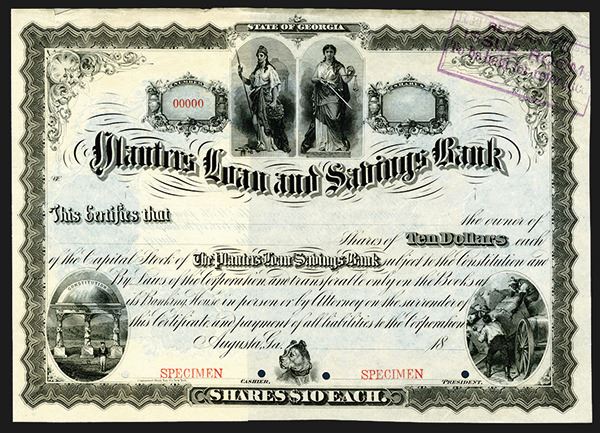 STATE OF GEORGIA
NUMBER
SHARES
00000
Planters Loan and Savings Bank
This Certifies that the owner of
Shares of Ten Dollars each
of the Capital Stock of The Planters Loan Savings Bank subject to the Constitution and
By Laws of the Corporation and transferable only on the Books at
its Banking House in person or by Attorney on the surrender of
this Certificate and payment of all liabilities to the Corporation
Augusta, Ga. 18
CONSTITUTION
SPECIMEN SPECIMEN
CASHIER. PRESIDENT.
SHARES $10 EACH.